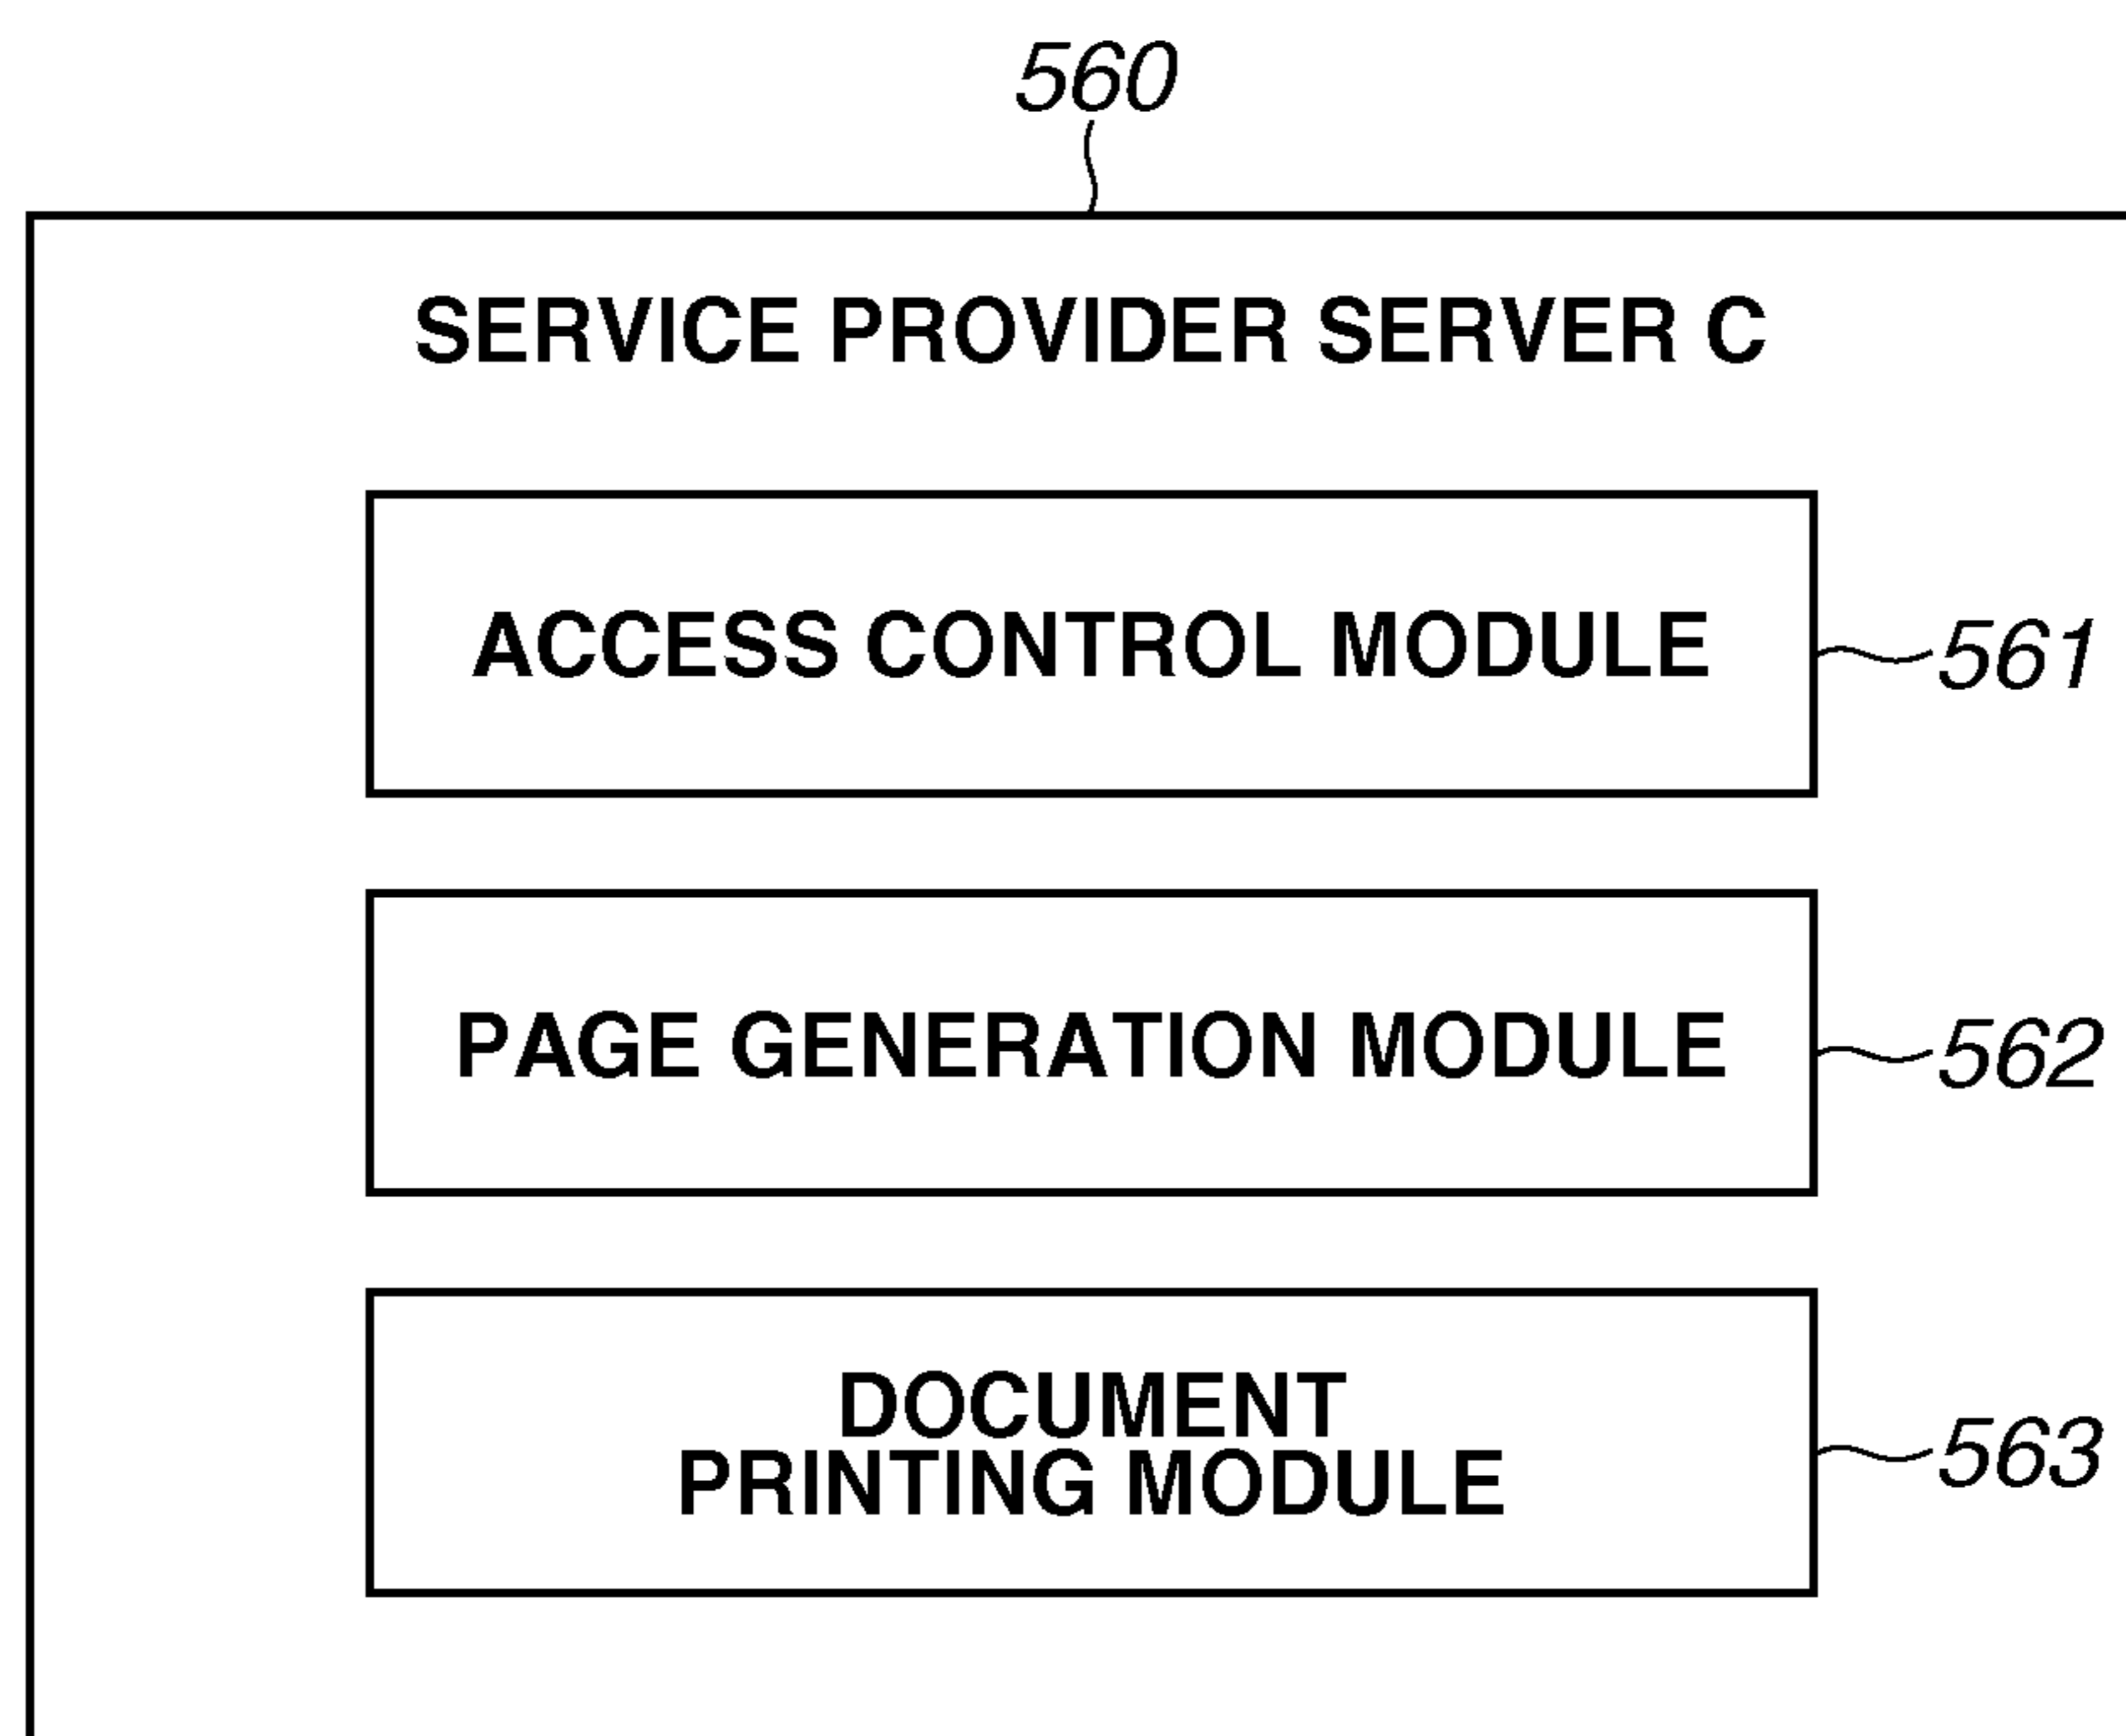 560
SERVICE PROVIDER SERVER C
ACCESS CONTROL MODULE
561
PAGE GENERATION MODULE
562
DOCUMENT
PRINTING MODULE
563